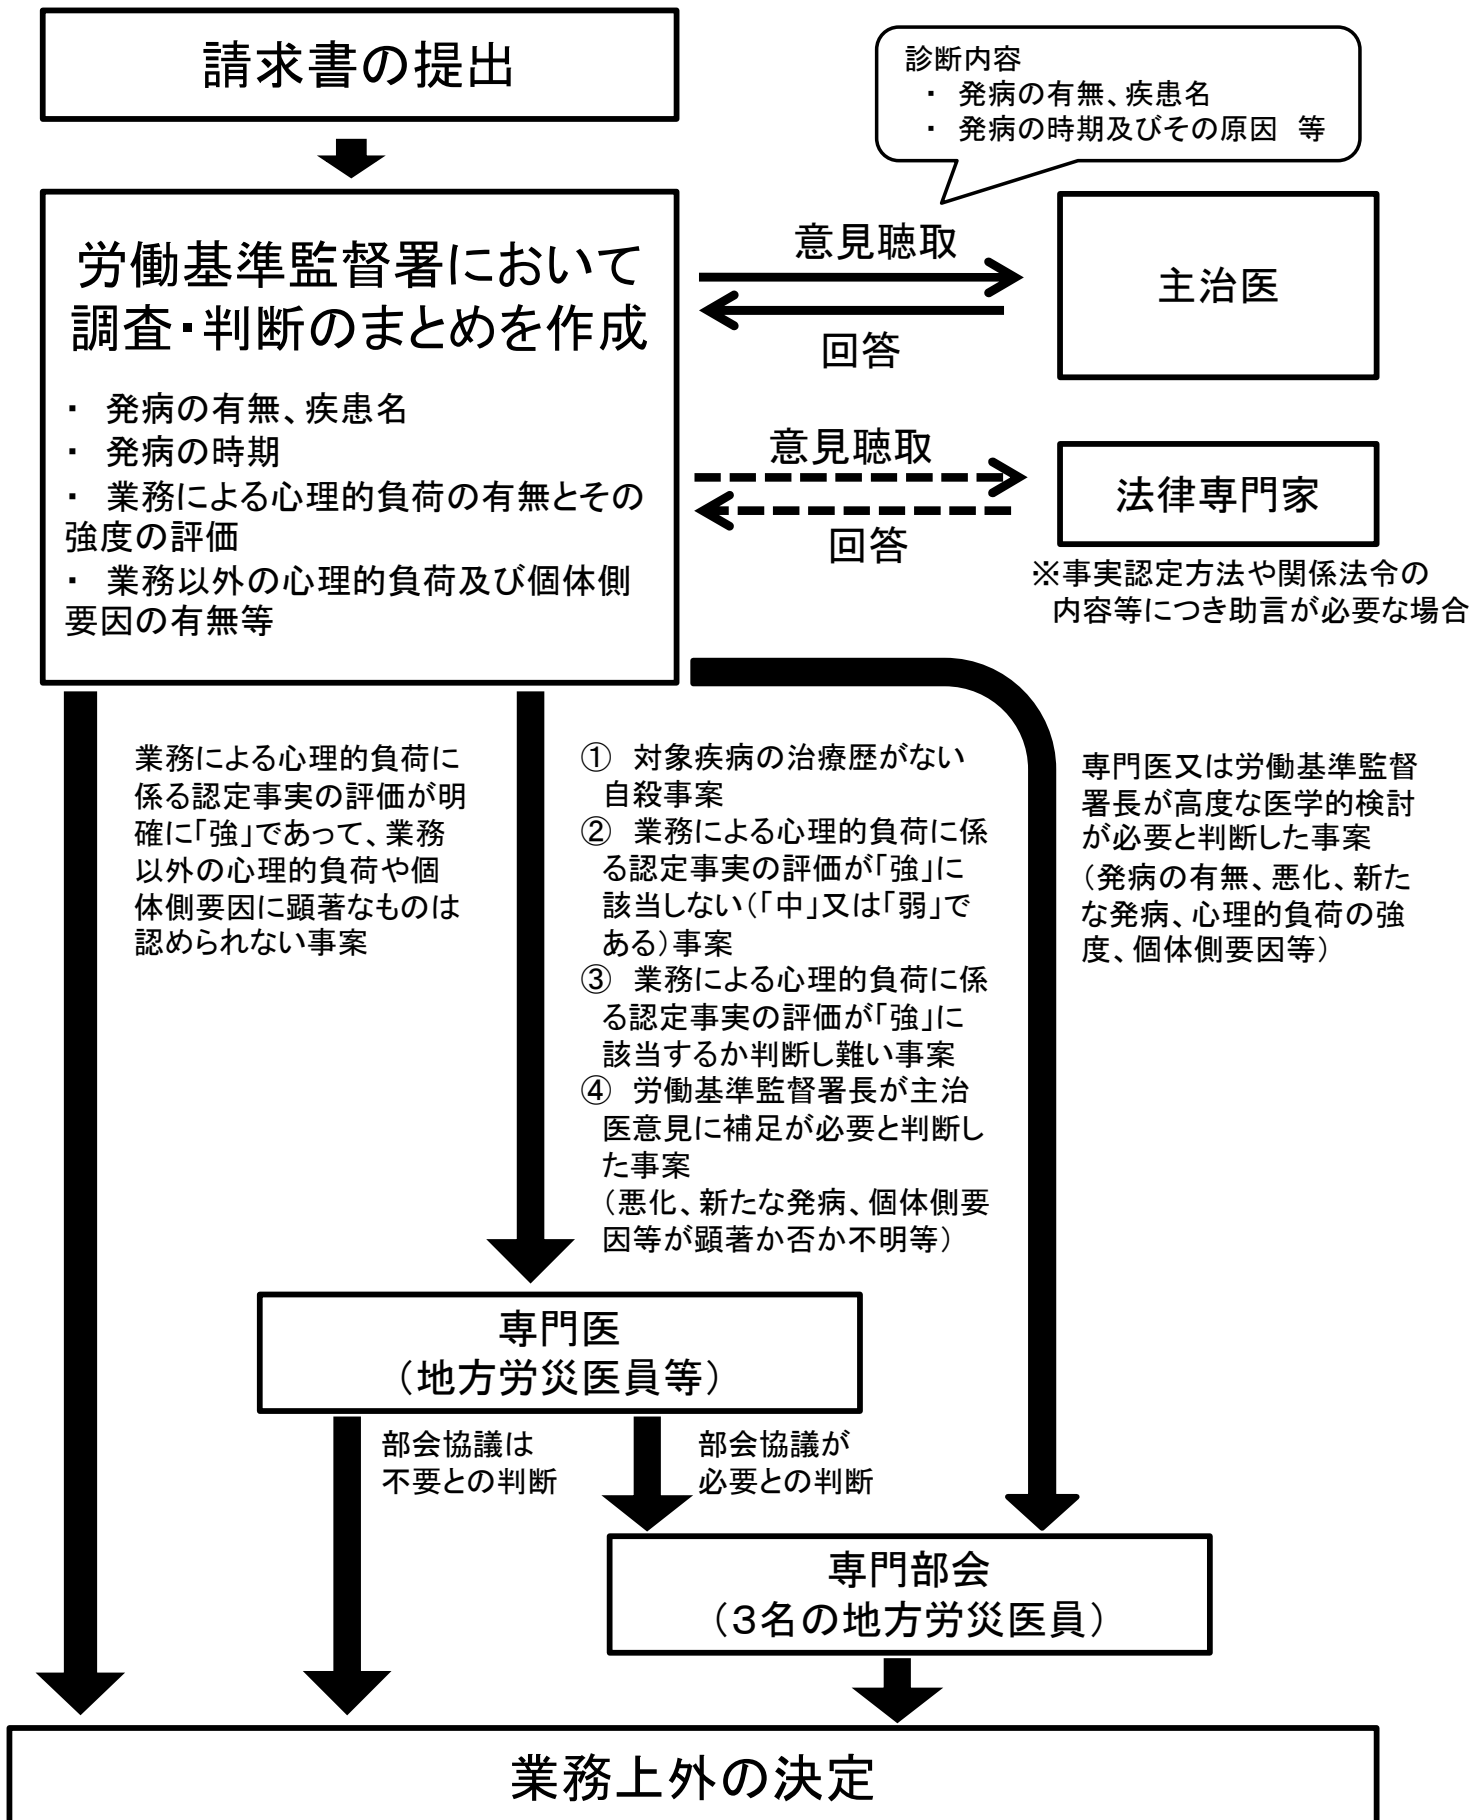 請求書の提出
診断内容
・ 発病の有無、疾患名
・ 発病の時期及びその原因 等
労働基準監督署において
調査・判断のまとめを作成
・ 発病の有無、疾患名
・ 発病の時期
・ 業務による心理的負荷の有無とその
強度の評価
・ 業務以外の心理的負荷及び個体側
要因の有無等
意見聴取
回答
主治医
意見聴取
回答
法律専門家
※事実認定方法や関係法令の
内容等につき助言が必要な場合
業務による心理的負荷に
係る認定事実の評価が明
確に「強」であって、業務
以外の心理的負荷や個
体側要因に顕著なものは
認められない事案
① 対象疾病の治療歴がない
自殺事案
② 業務による心理的負荷に係
る認定事実の評価が「強」に
該当しない(「中」又は「弱」で
ある)事案
③ 業務による心理的負荷に係
る認定事実の評価が「強」に
該当するか判断し難い事案
④ 労働基準監督署長が主治
医意見に補足が必要と判断し
た事案
(悪化、新たな発病、個体側要
因等が顕著か否か不明等)
専門医又は労働基準監督
署長が高度な医学的検討
が必要と判断した事案
(発病の有無、悪化、新た
な発病、心理的負荷の強
度、個体側要因等)
専門医
(地方労災医員等)
部会協議は
不要との判断
部会協議が
必要との判断
専門部会
(3名の地方労災医員)
業務上外の決定